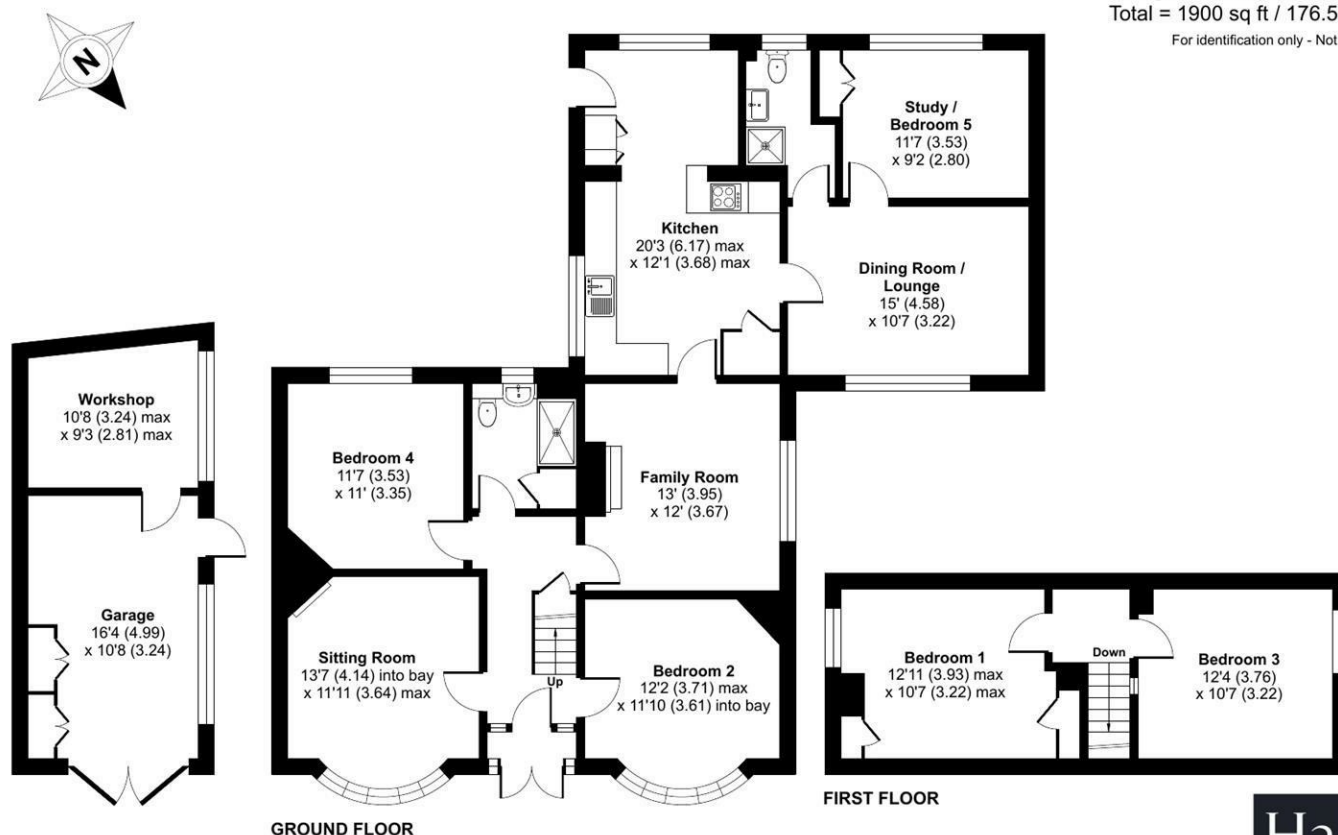 Total = 1900 sq ft / 176.5
For identification only - Not
N
Study /
Bedroom 5
11'7 (3.53)
x 9'2 (2.80)
Kitchen
20'3 (6.17) max
x 12'1 (3.68) max
Dining Room /
Lounge
15' (4.58)
x 10'7 (3.22)
Workshop
10'8 (3.24) max
x 9'3 (2.81) max
Bedroom 4
11'7 (3.53)
x 11' (3.35)
Family Room
13' (3.95)
x 12' (3.67)
Garage
16'4 (4.99)
x 10'8 (3.24)
Sitting Room
13'7 (4.14) into bay
x 11'11 (3.64) max
Up
Bedroom 2
12'2 (3.71) max
x 11'10 (3.61) into bay
Bedroom 1
12'11 (3.93) max
x 10'7 (3.22) max
Down
Bedroom 3
12'4 (3.76)
x 10'7 (3.22)
GROUND FLOOR
FIRST FLOOR
Ha